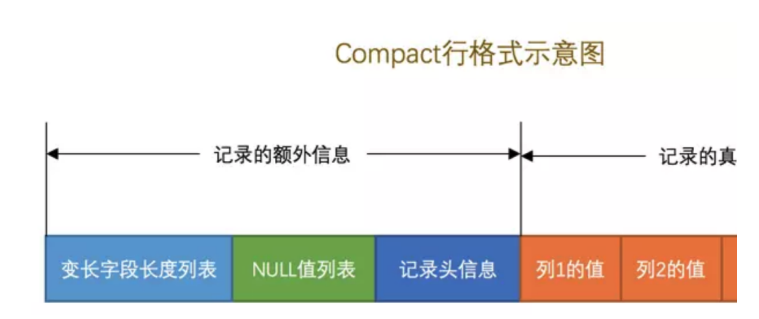 Compact行格式示意图
记录的额外信息
记录的真
变长字段长度列表
NULL值列表
记录头信息
列1的值
列2的值